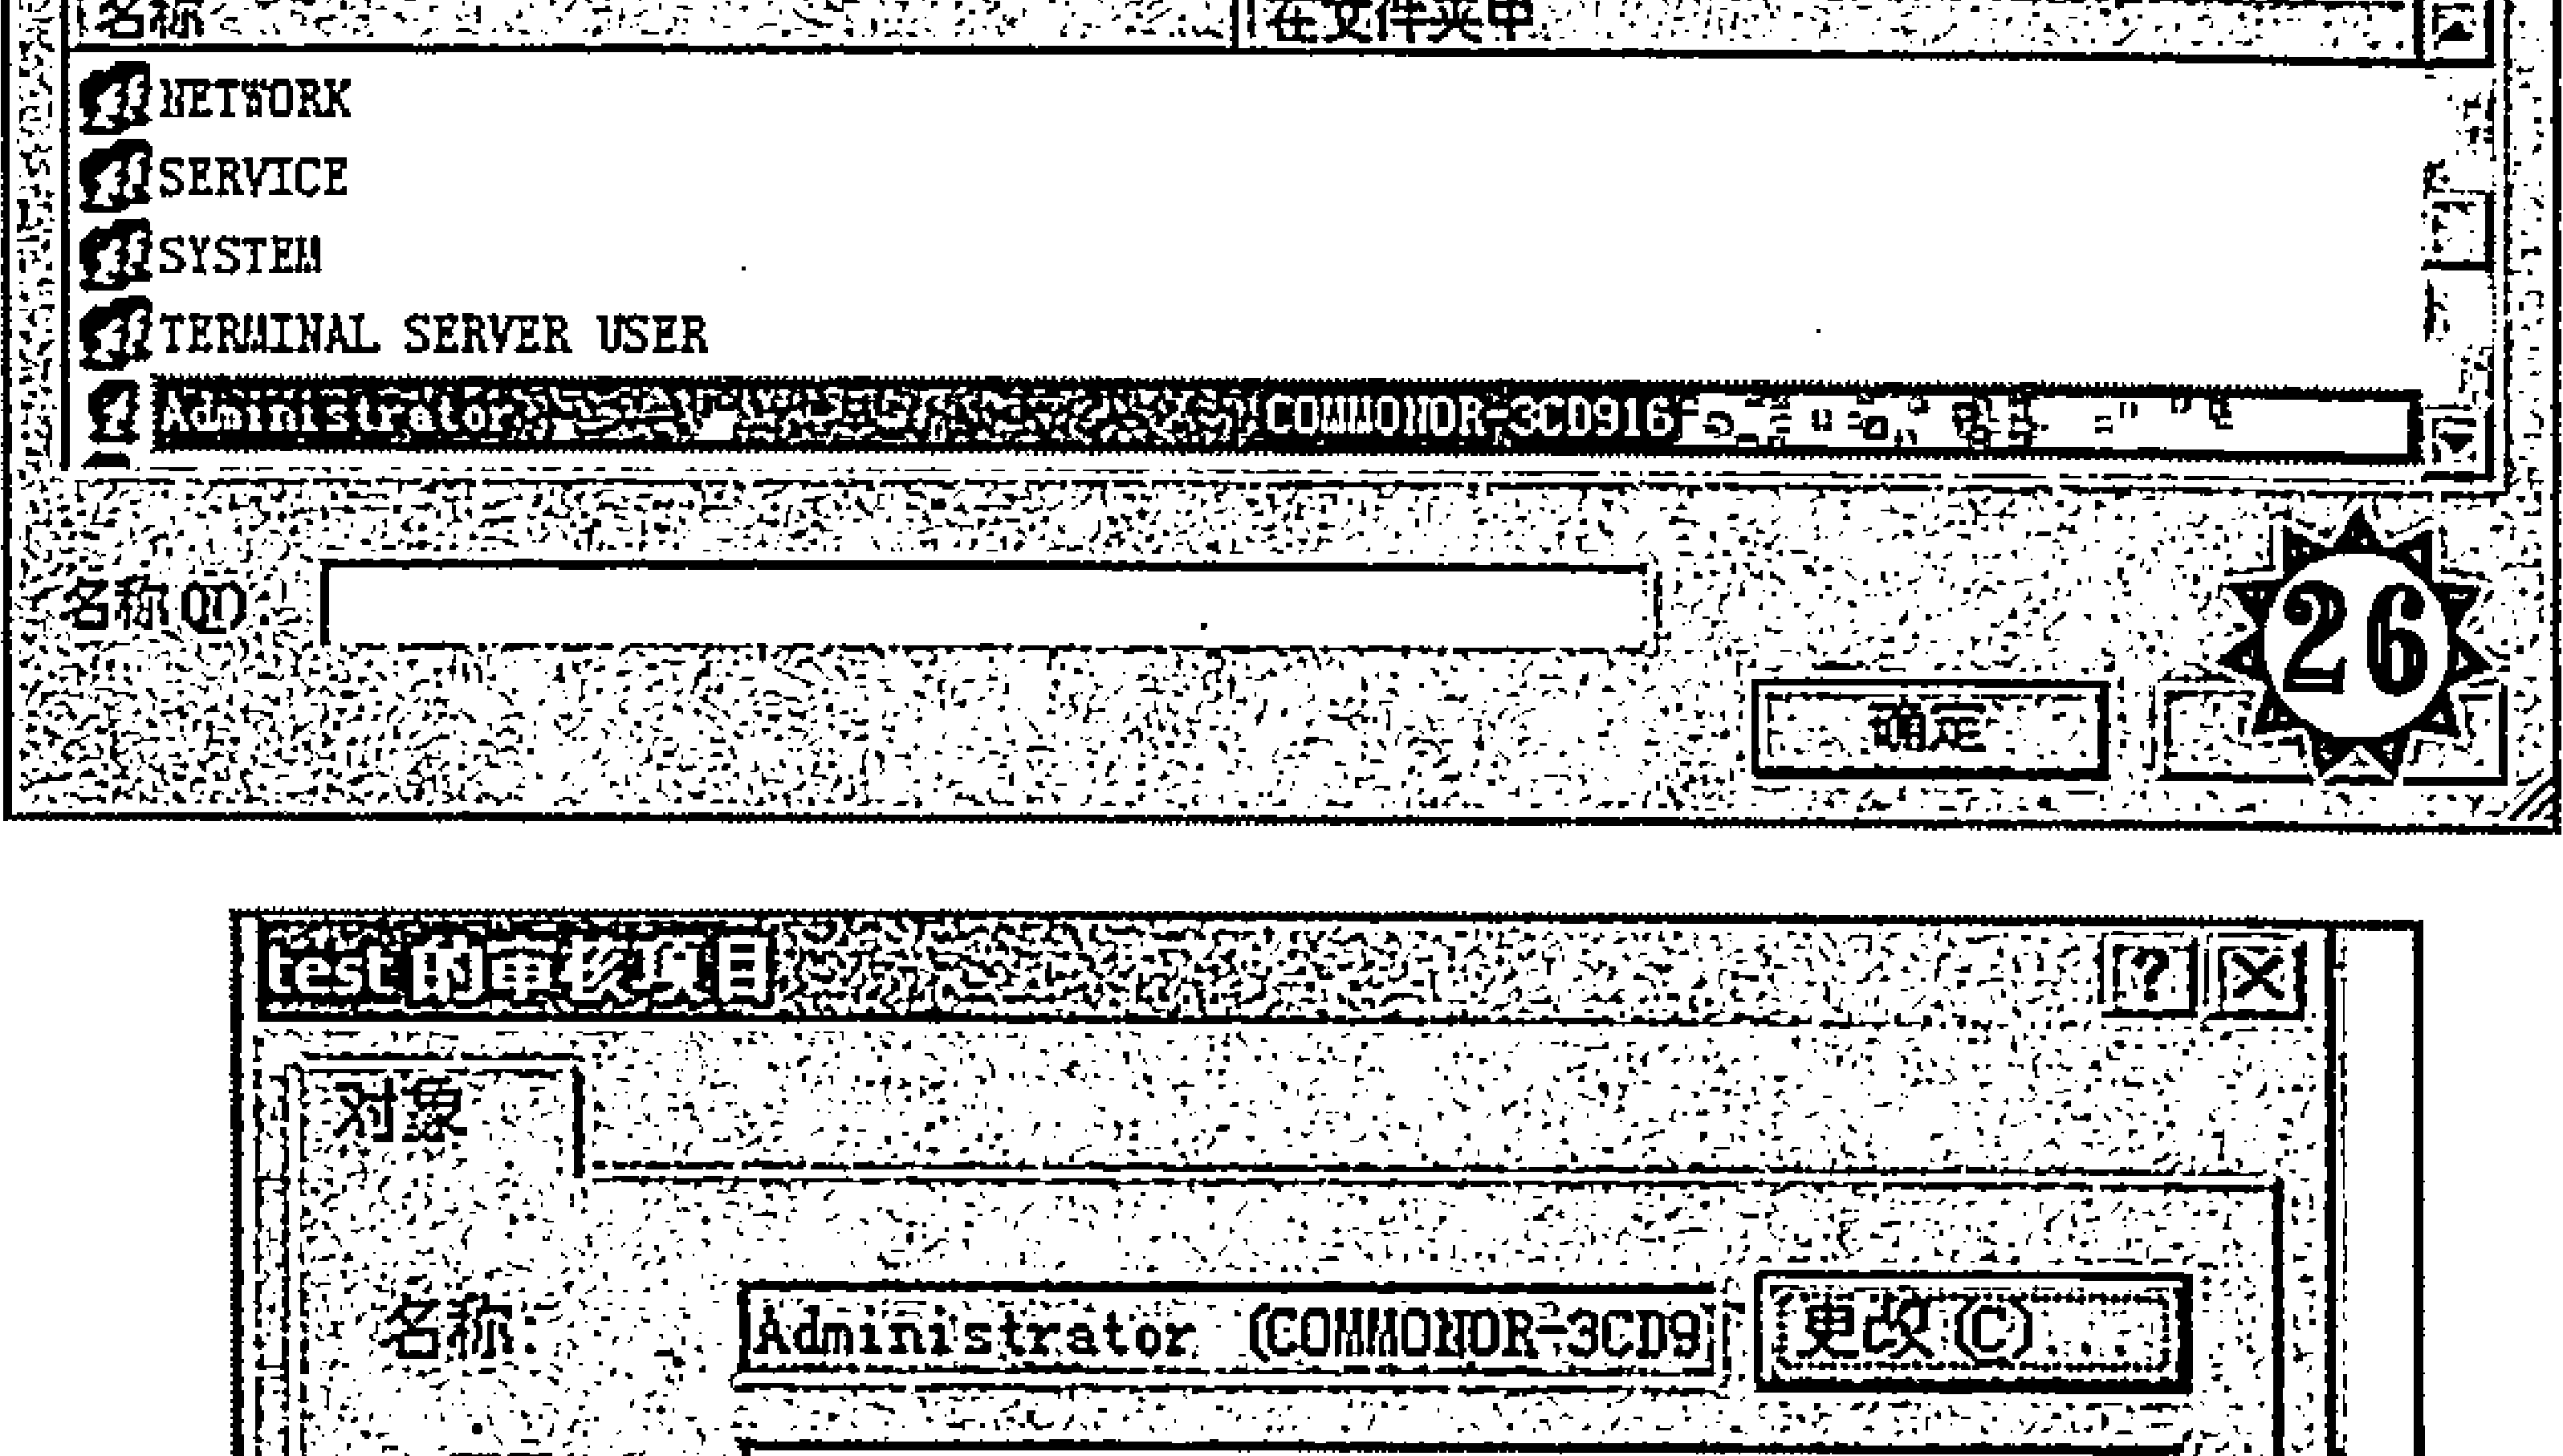 名称 在文件夹中
NETWORK
SERVICE
SYSTEM
TERMINAL SERVER USER
Administrator COMMONOR-3CD916
名称(N):
26
确定
test 的审核项目
对象
名称: Administrator (COMMONOR-3CD9 更改(C)